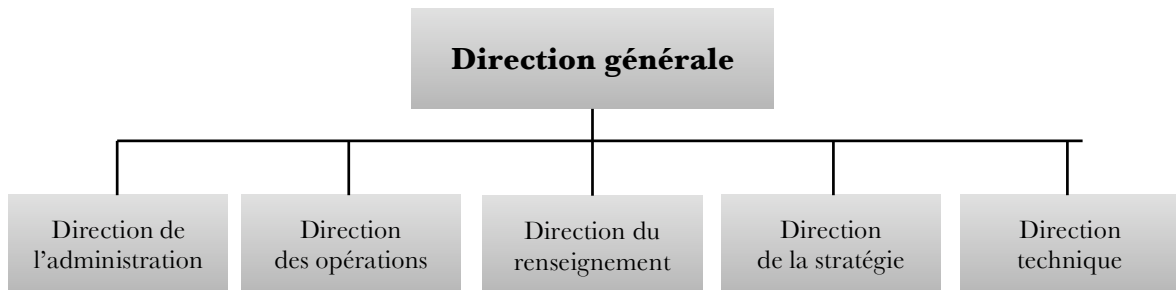 Direction générale
Direction de
l'administration
Direction
des opérations
Direction du
renseignement
Direction
de la stratégie
Direction
technique